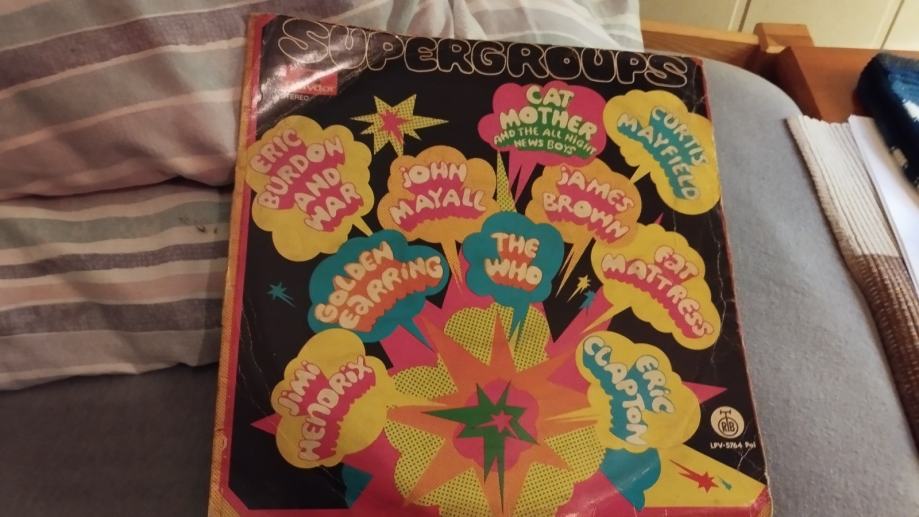 SUPERGROUPS
STEREO
CAT
MOTHER
AND THE ALL NIGHT
NEWS BOYS
CURTIS
MAYFIELD
ERIC
BURDON
AND
WAR
JOHN
MAYALL
JAMES
BROWN
GOLDEN
EARRING
THE
WHO
FAT
MATTRESS
JIMI
HENDRIX
ERIC
CLAPTON
RTB
LPV-5764